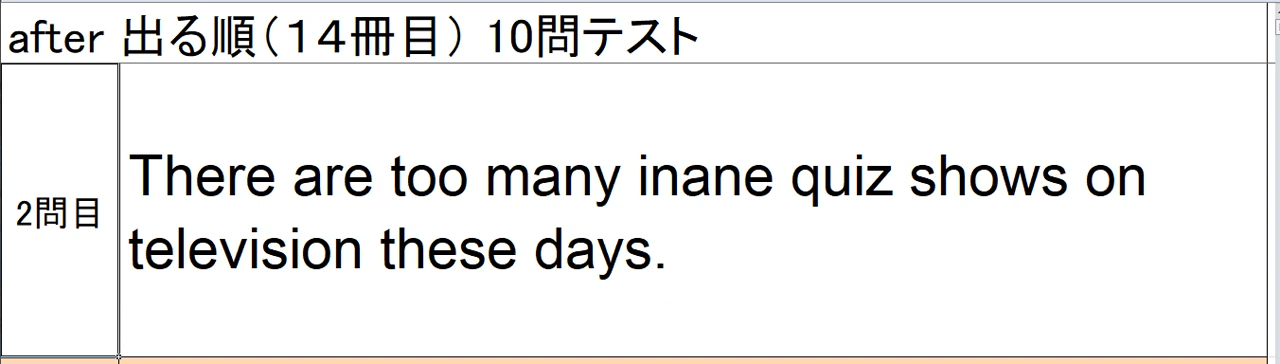 after 出る順(１４冊目) 10問テスト
2問目
There are too many inane quiz shows on
television these days.